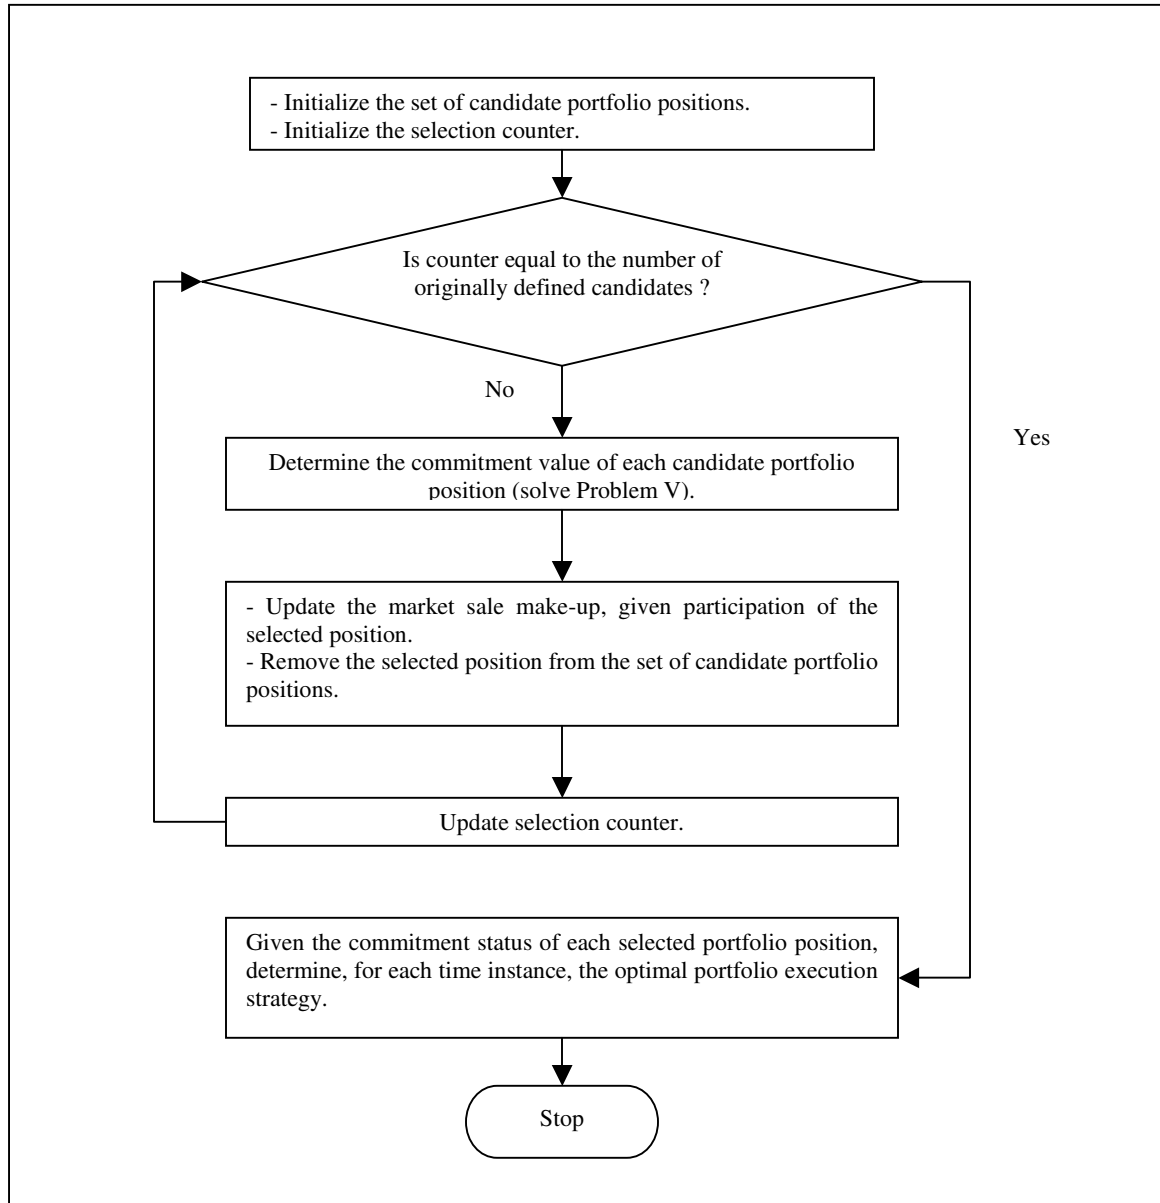 - Initialize the set of candidate portfolio positions.
- Initialize the selection counter.
Is counter equal to the number of
originally defined candidates ?
No
Yes
Determine the commitment value of each candidate portfolio
position (solve Problem V).
- Update the market sale make-up, given participation of the
selected position.
- Remove the selected position from the set of candidate portfolio
positions.
Update selection counter.
Given the commitment status of each selected portfolio position,
determine, for each time instance, the optimal portfolio execution
strategy.
Stop